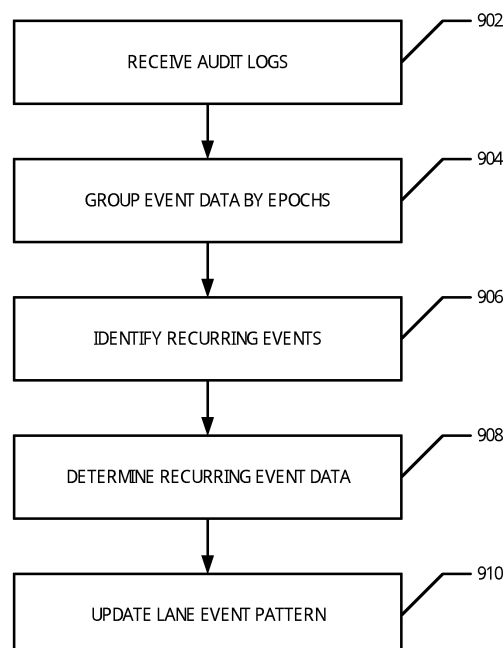 902
RECEIVE AUDIT LOGS
904
GROUP EVENT DATA BY EPOCHS
906
IDENTIFY RECURRING EVENTS
908
DETERMINE RECURRING EVENT DATA
910
UPDATE LANE EVENT PATTERN